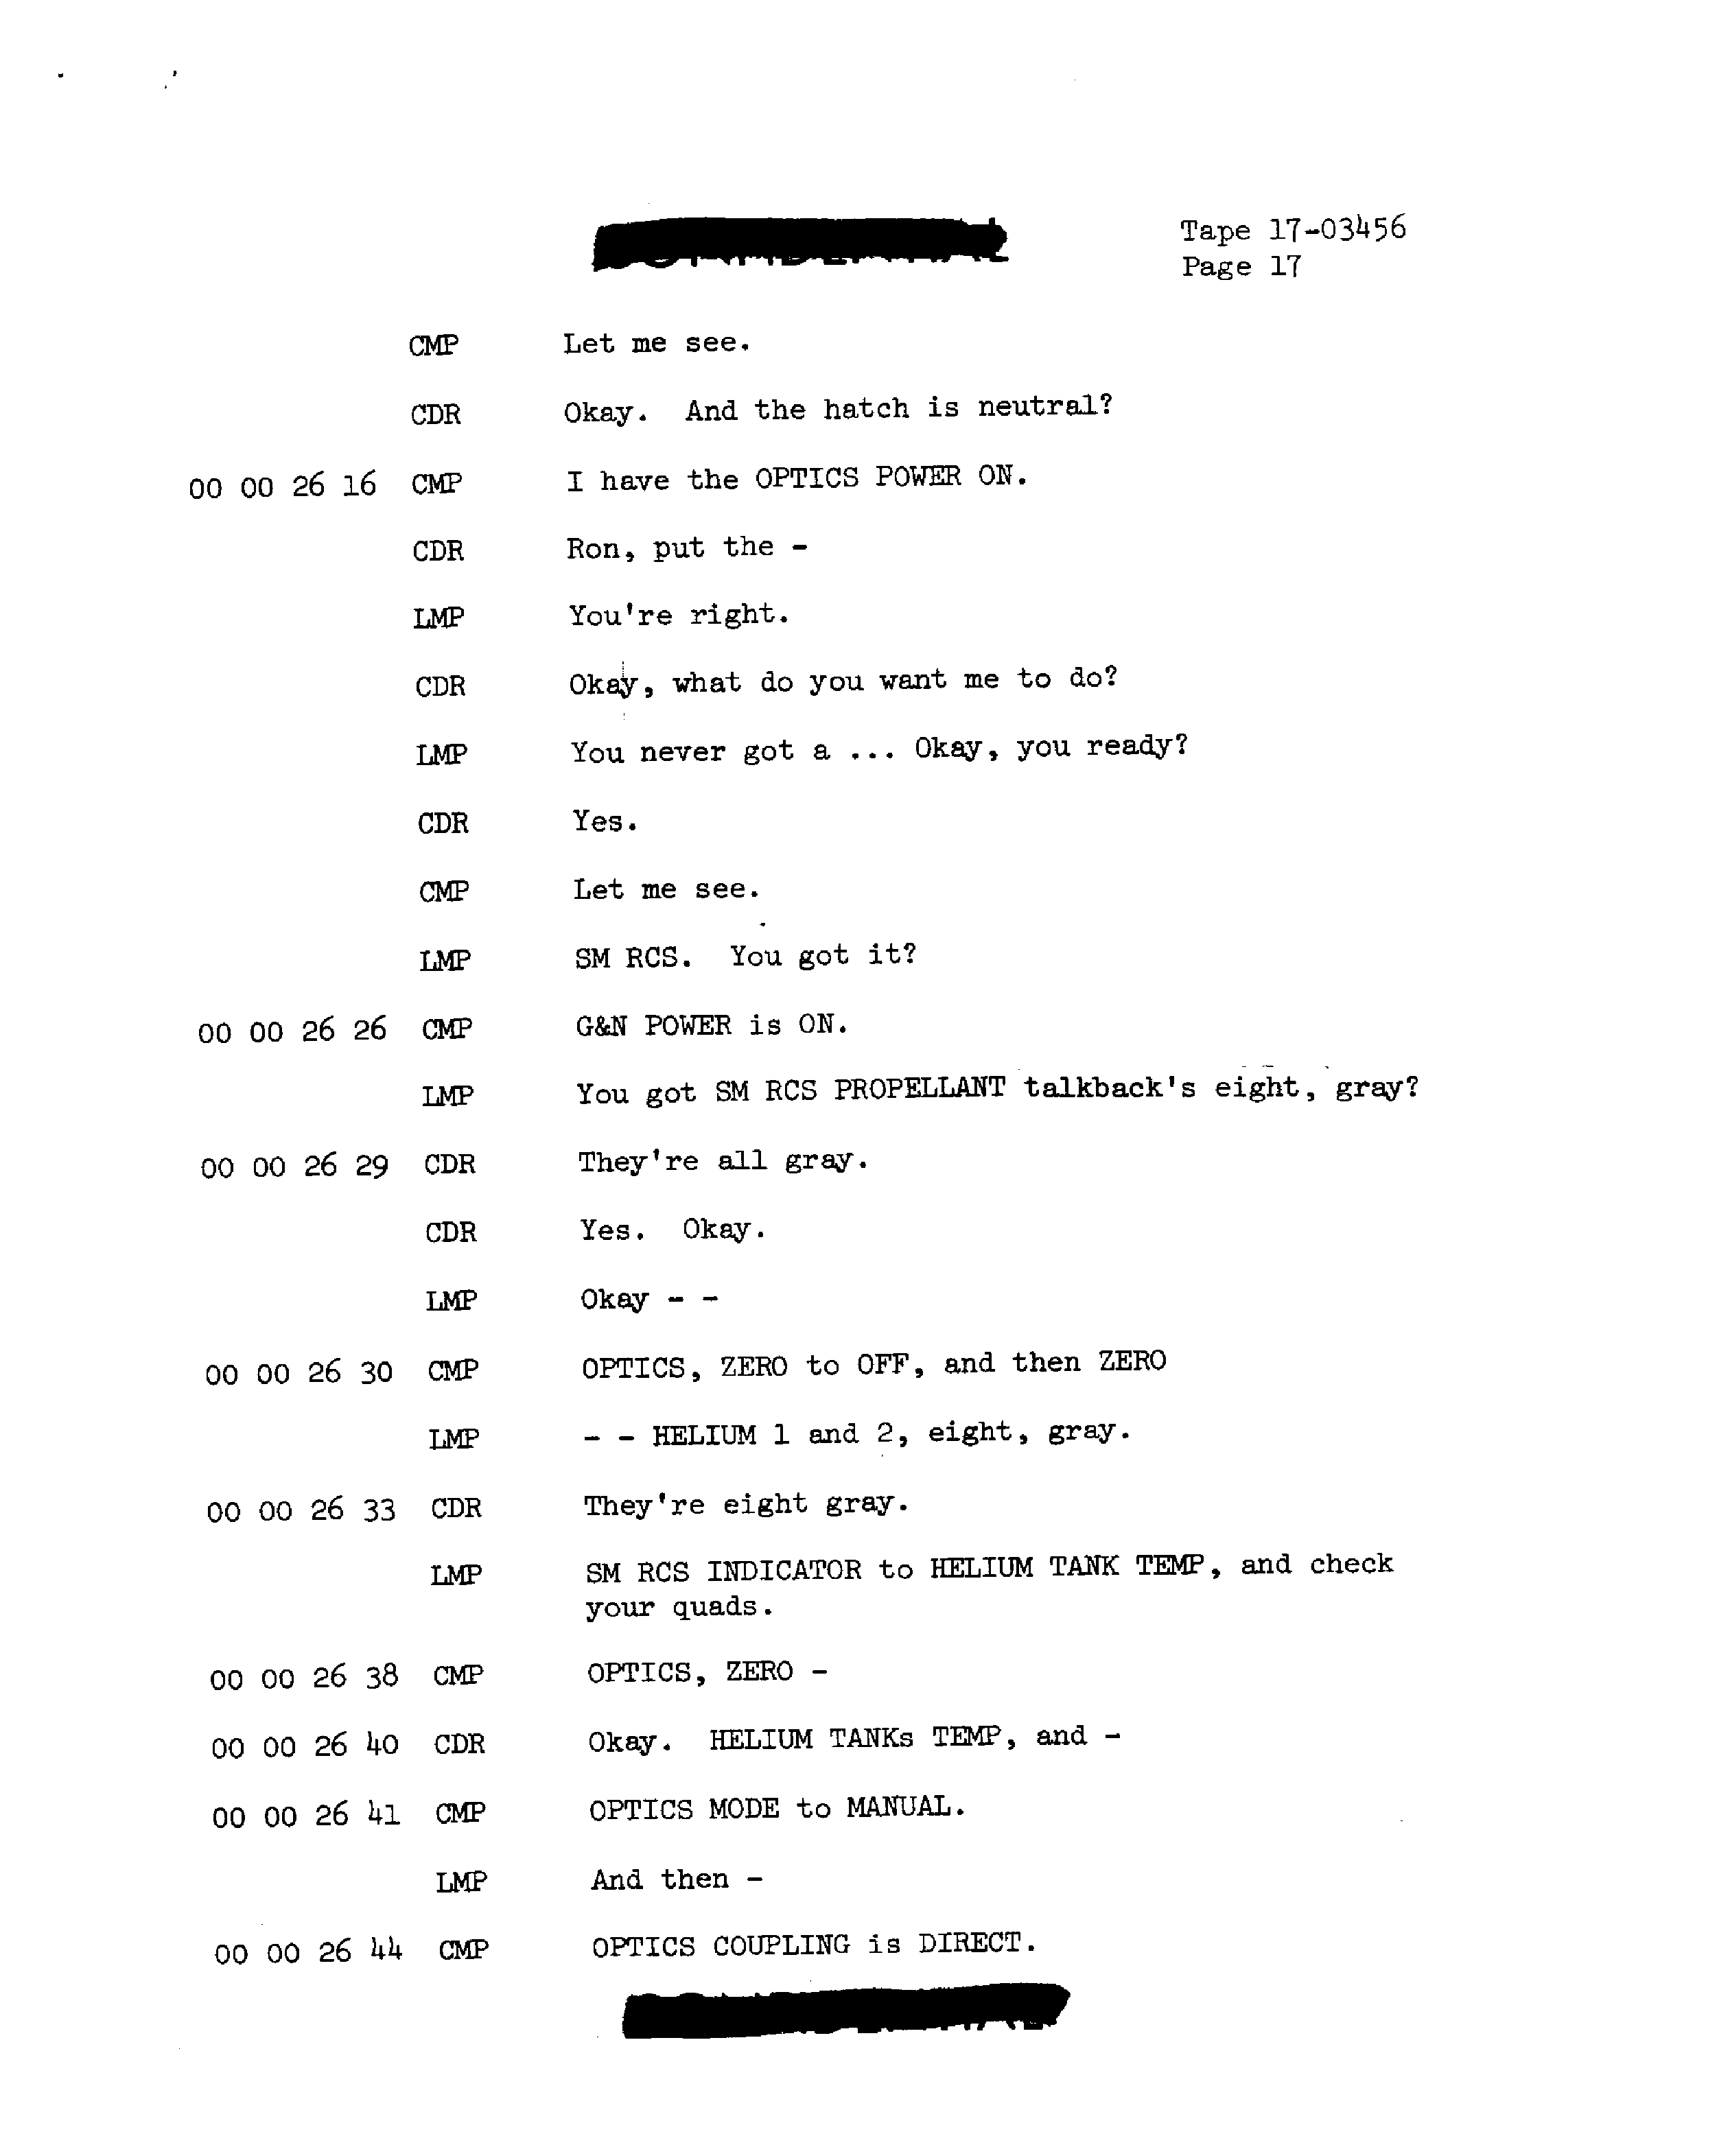 Tape 17-03456
Page 17
CMP Let me see.
CDR Okay. And the hatch is neutral?
00 00 26 16 CMP I have the OPTICS POWER ON.
CDR Ron, put the -
LMP You're right.
CDR Okay, what do you want me to do?
LMP You never got a ... Okay, you ready?
CDR Yes.
CMP Let me see.
LMP SM RCS. You got it?
00 00 26 26 CMP G&N POWER is ON.
LMP You got SM RCS PROPELLANT talkback's eight, gray?
00 00 26 29 CDR They're all gray.
CDR Yes. Okay.
LMP Okay - -
00 00 26 30 CMP OPTICS, ZERO to OFF, and then ZERO
LMP - - HELIUM 1 and 2, eight, gray.
00 00 26 33 CDR They're eight gray.
LMP SM RCS INDICATOR to HELIUM TANK TEMP, and check
your quads.
00 00 26 38 CMP OPTICS, ZERO -
00 00 26 40 CDR Okay. HELIUM TANKs TEMP, and -
00 00 26 41 CMP OPTICS MODE to MANUAL.
LMP And then -
00 00 26 44 CMP OPTICS COUPLING is DIRECT.